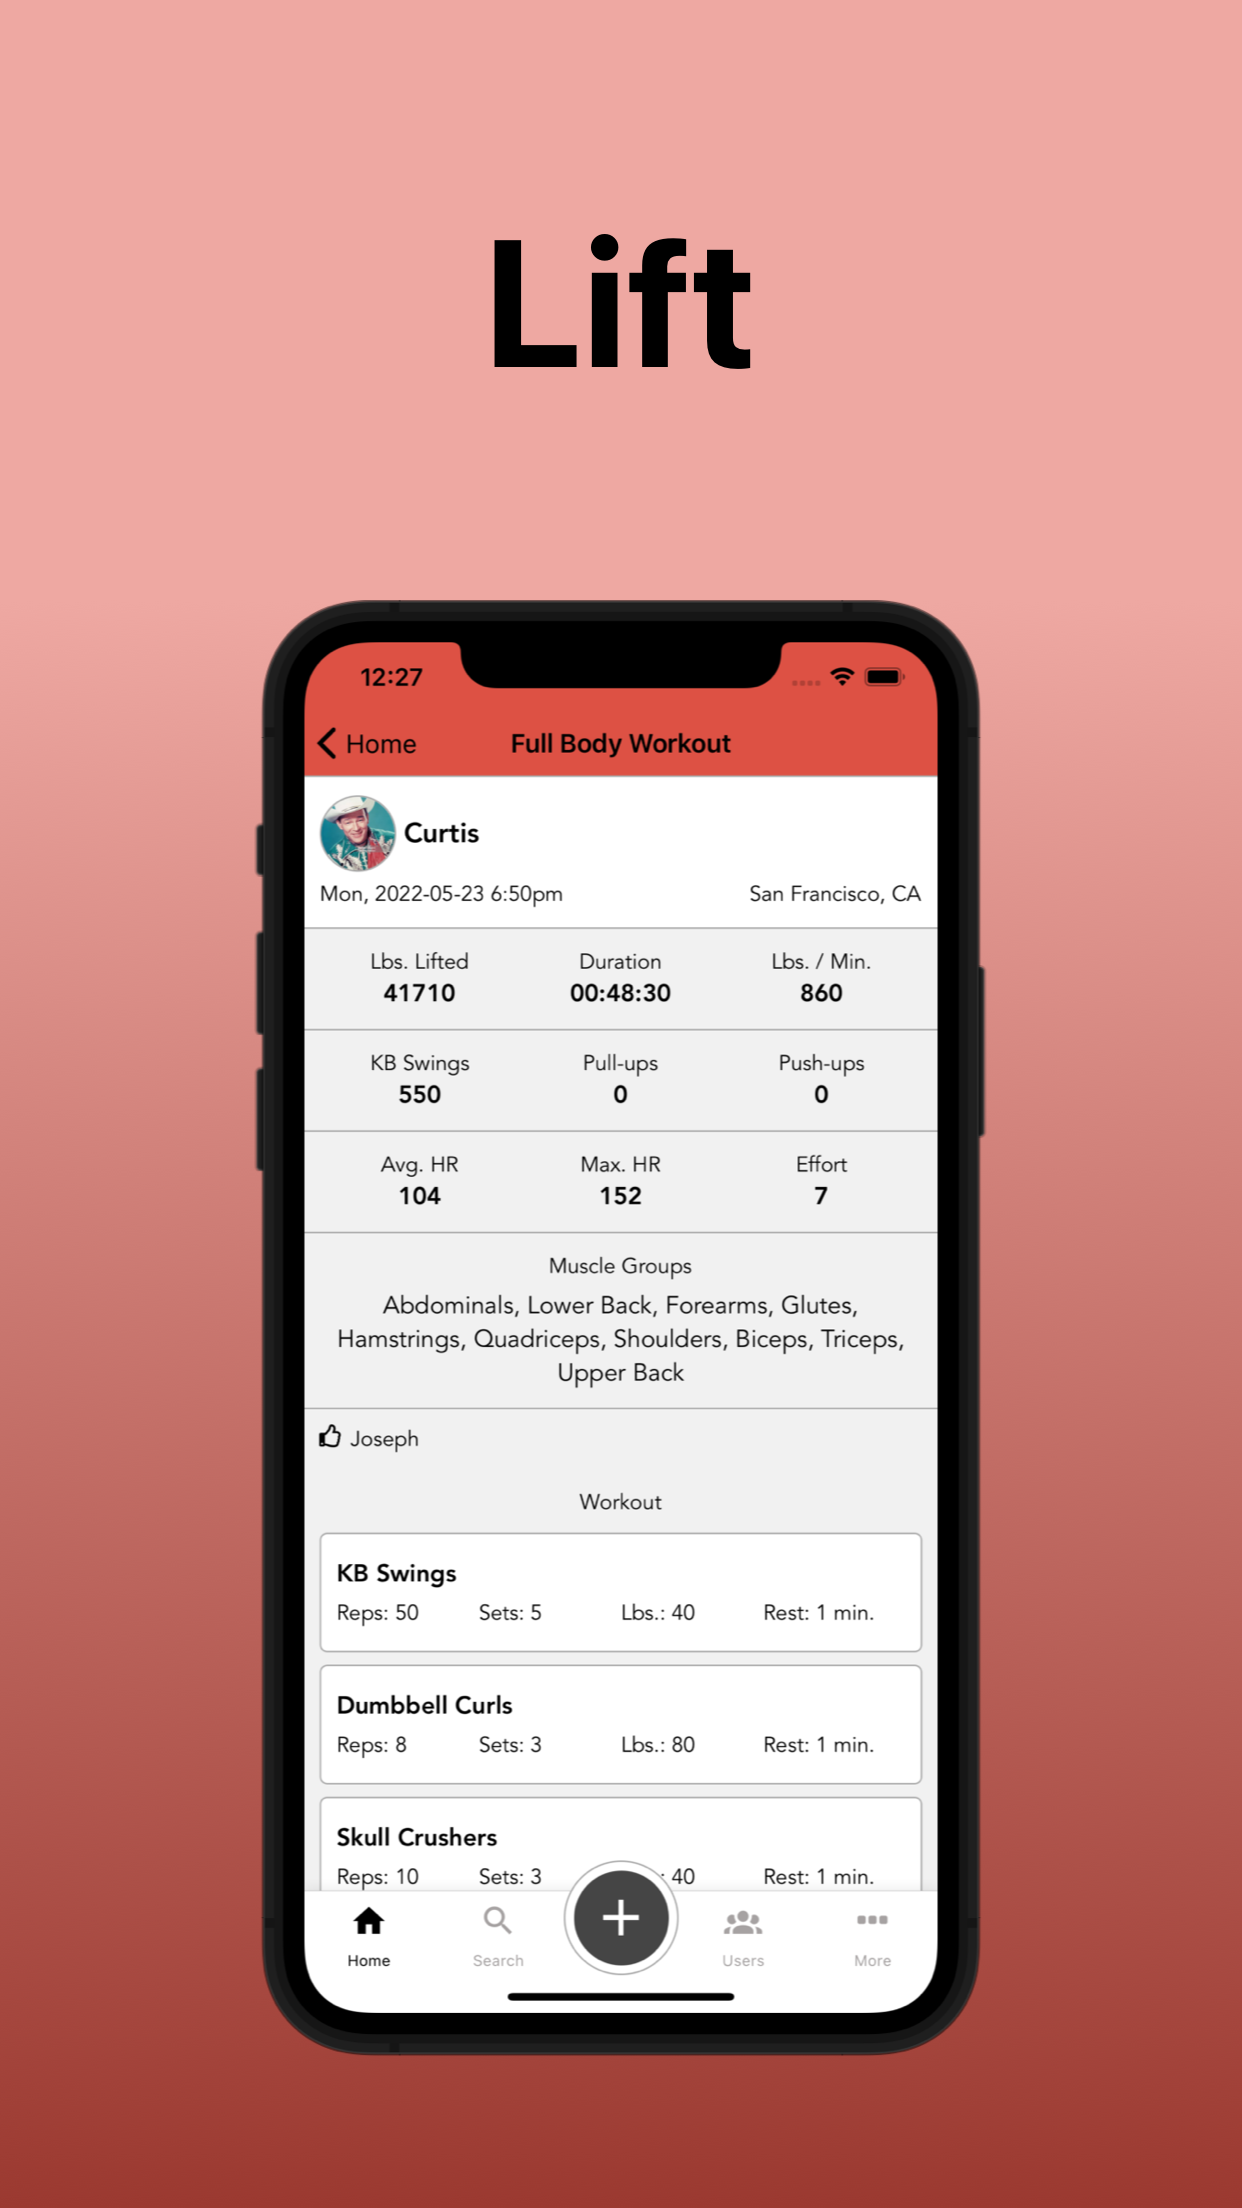 Lift
12:27
Home Full Body Workout
Curtis
Mon, 2022-05-23 6:50pm San Francisco, CA
Lbs. Lifted Duration Lbs. / Min.
41710 00:48:30 860
KB Swings Pull-ups Push-ups
550 0 0
Avg. HR Max. HR Effort
104 152 7
Muscle Groups
Abdominals, Lower Back, Forearms, Glutes,
Hamstrings, Quadriceps, Shoulders, Biceps, Triceps,
Upper Back
Joseph
Workout
KB Swings
Reps: 50 Sets: 5 Lbs.: 40 Rest: 1 min.
Dumbbell Curls
Reps: 8 Sets: 3 Lbs.: 80 Rest: 1 min.
Skull Crushers
Reps: 10 Sets: 3 : 40 Rest: 1 min.
Home Search Users More